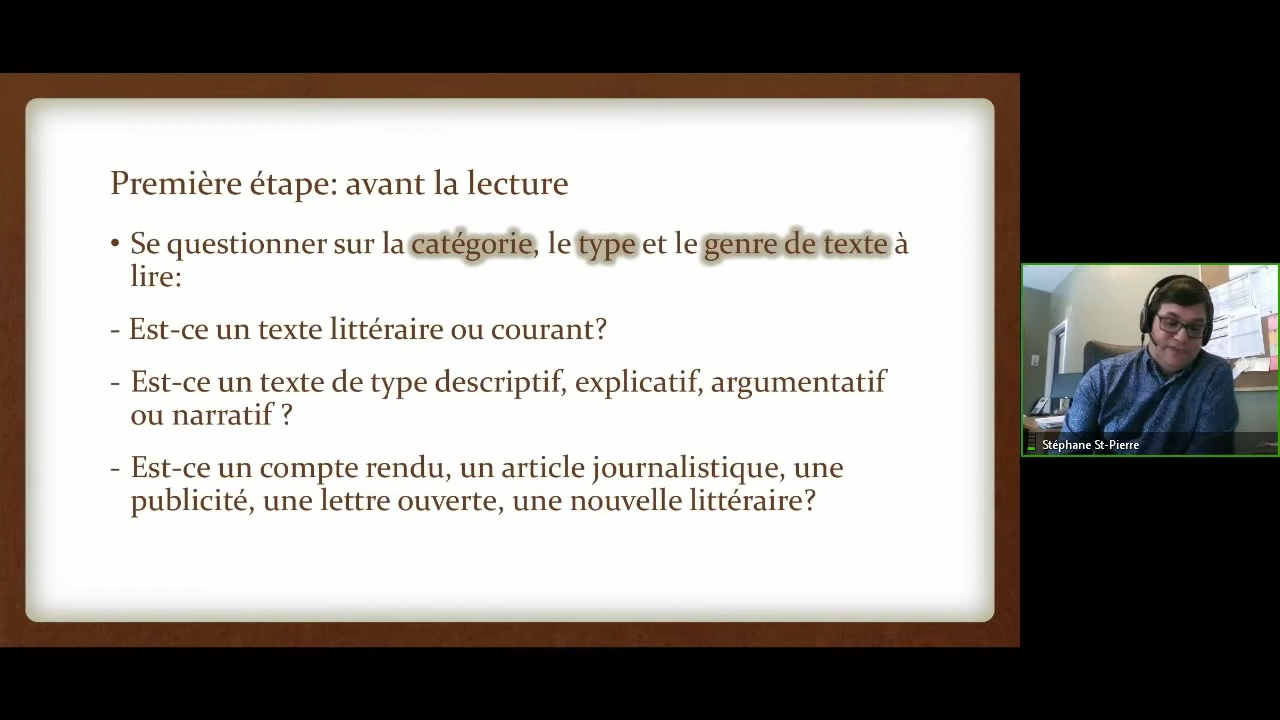 Première étape: avant la lecture
• Se questionner sur la catégorie, le type et le genre de texte à
lire:
- Est-ce un texte littéraire ou courant?
- Est-ce un texte de type descriptif, explicatif, argumentatif
ou narratif ?
- Est-ce un compte rendu, un article journalistique, une
publicité, une lettre ouverte, une nouvelle littéraire?
Stéphane St-Pierre